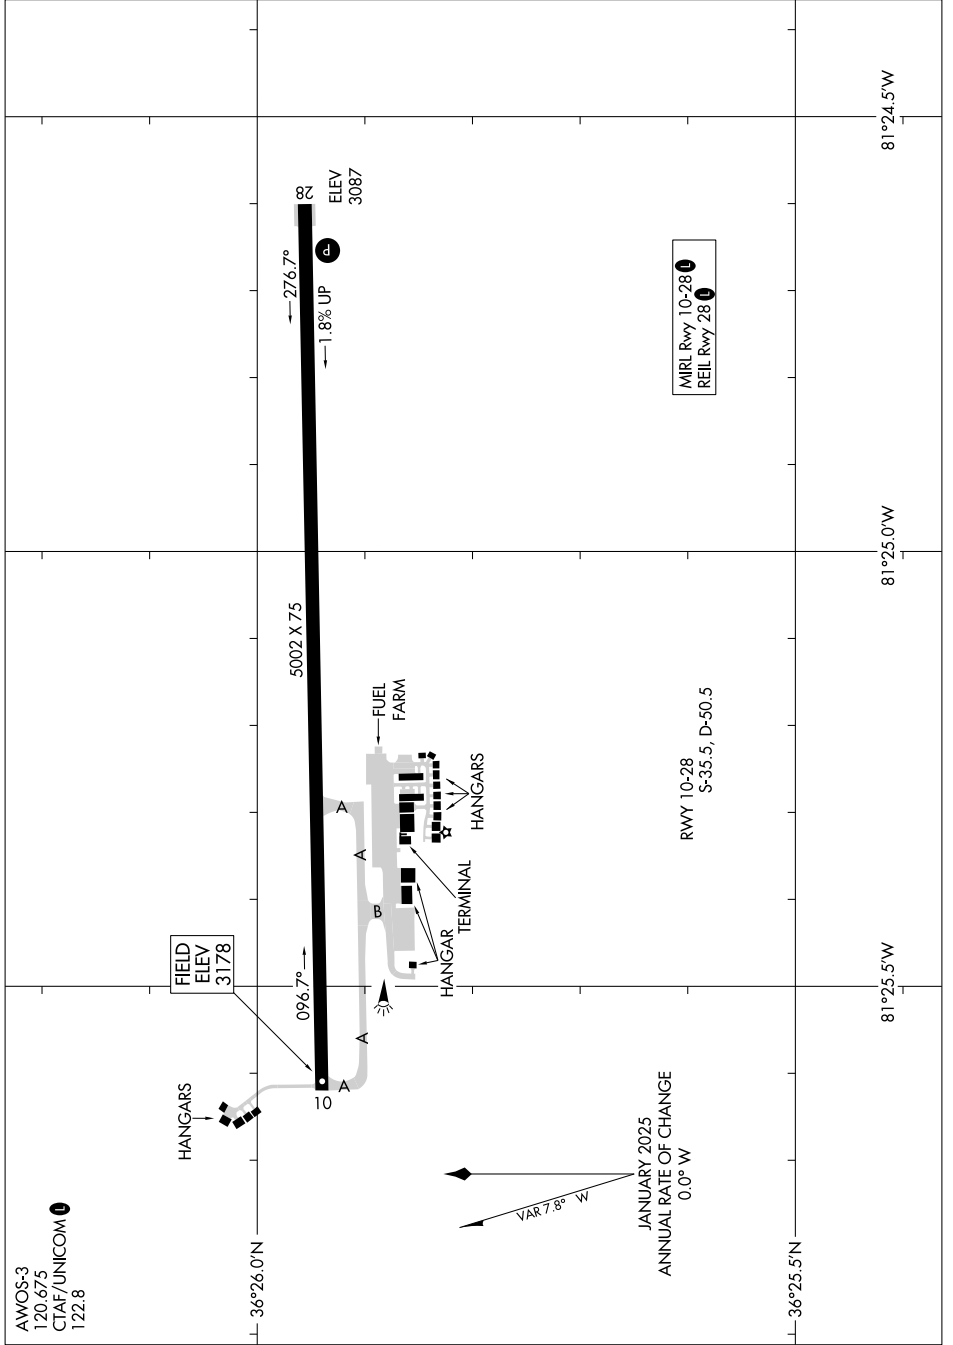 AWOS-3
120.675
CTAF/UNICOM L
122.8
HANGARS
10
FIELD
ELEV
3178
096.7°
5002 X 75
276.7°
1.8% UP
28
ELEV
3087
P
A
A
A
A
B
FUEL
FARM
HANGARS
TERMINAL
HANGAR
RWY 10-28
S-35.5, D-50.5
MIRL Rwy 10-28 L
REIL Rwy 28 L
VAR 7.8° W
JANUARY 2025
ANNUAL RATE OF CHANGE
0.0° W
36°26.0'N
36°25.5'N
81°25.5'W
81°25.0'W
81°24.5'W